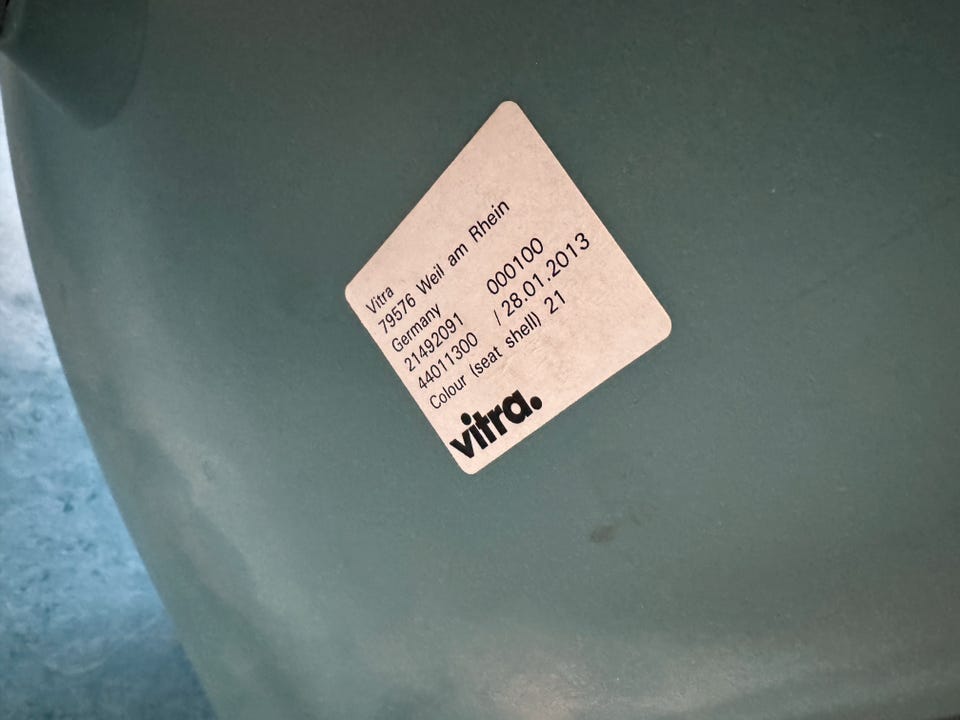 Vitra
79576 Weil am Rhein
Germany
21492091 000100
44011300 / 28.01.2013
Colour (seat shell) 21
vitra.